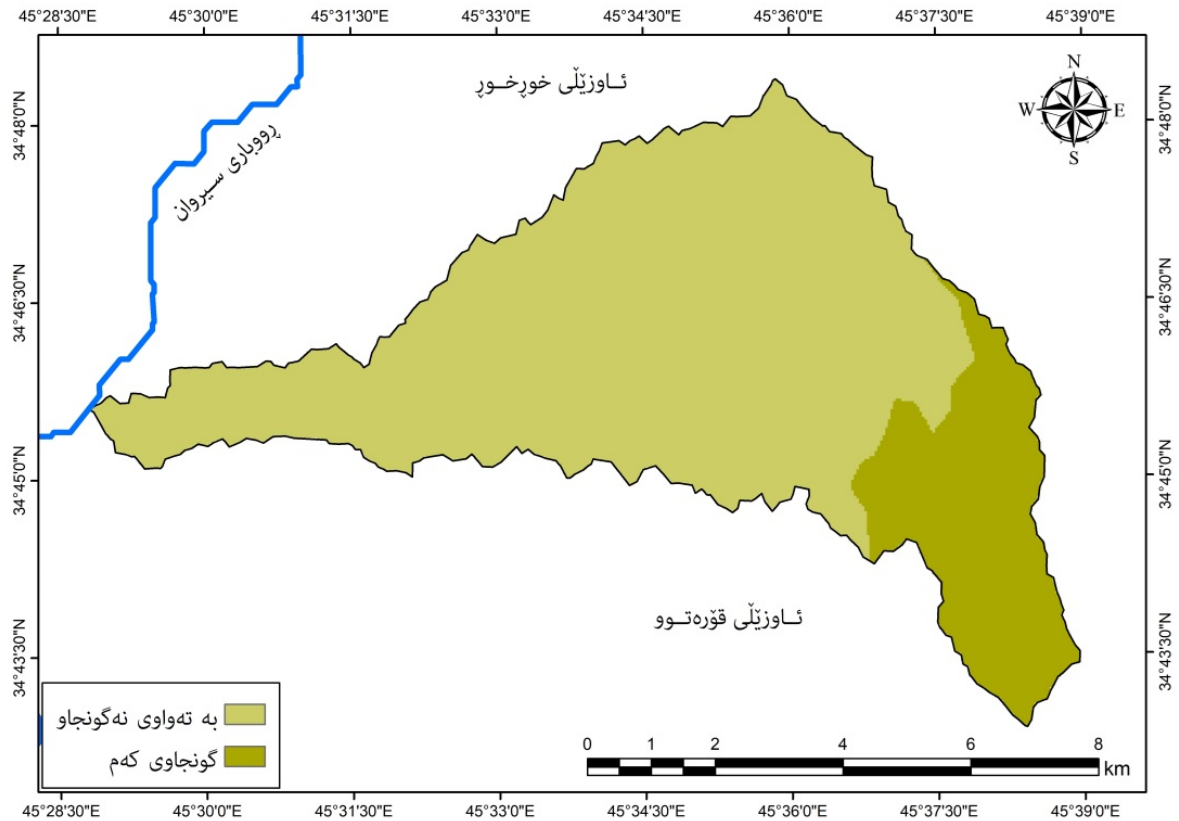 45°28'30"E 45°30'0"E 45°31'30"E 45°33'0"E 45°34'30"E 45°36'0"E 45°37'30"E 45°39'0"E
ئـاوزێڵی خوڕخـوڕ
N
W E
S
ڕووباری سـیروان
34°48'0"N 34°48'0"N
34°46'30"N 34°46'30"N
34°45'0"N 34°45'0"N
ئـاوزێڵی قۆرەتـوو
34°43'30"N 34°43'30"N
بە تەواوی نەگونجاو
گونجاوی کەم
0 1 2 4 6 8
km
45°28'30"E 45°30'0"E 45°31'30"E 45°33'0"E 45°34'30"E 45°36'0"E 45°37'30"E 45°39'0"E